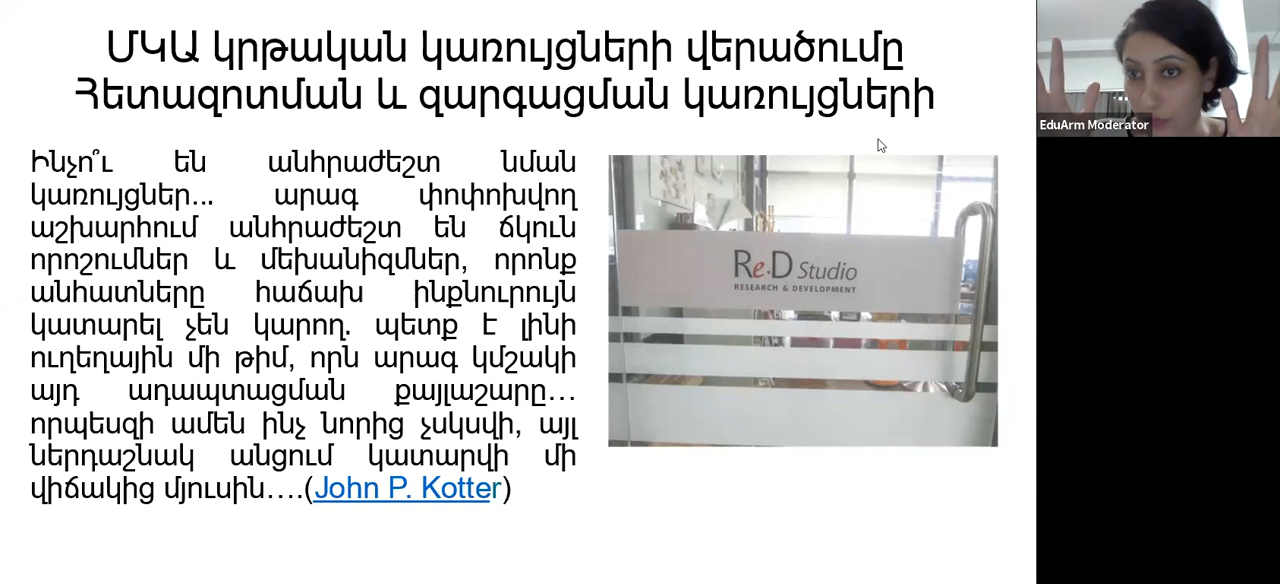 ՄԿԱ կրթական կառույցների վերածումը
Հետազոտման և զարգացման կառույցների
Ինչո՞ւ են անհրաժեշտ նման
կառույցներ... արագ փոփոխվող
աշխարհում անհրաժեշտ են ճկուն
որոշումներ և մեխանիզմներ, որոնք
անհատները հաճախ ինքնուրույն
կատարել չեն կարող. պետք է լինի
ուղեղային մի թիմ, որն արագ կմշակի
այդ ադապտացման քայլաշարը…
որպեսզի ամեն ինչ նորից չսկսվի, այլ
ներդաշնակ անցում կատարվի մի
վիճակից մյուսին….(John P. Kotter)
Re.D Studio
RESEARCH & DEVELOPMENT
EduArm Moderator